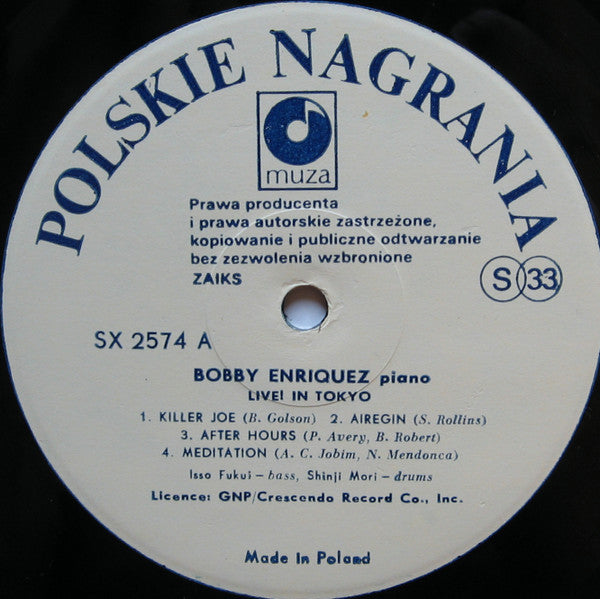 POLSKIE NAGRANIA
muza
Prawa producenta
i prawa autorskie zastrzeżone,
kopiowanie i publiczne odtwarzanie
bez zezwolenia wzbronione
ZAIKS
S 33
SX 2574 A
BOBBY ENRIQUEZ piano
LIVE! IN TOKYO
1. KILLER JOE (B. Golson) 2. AIREGIN (S. Rollins)
3. AFTER HOURS (P. Avery, B. Robert)
4. MEDITATION (A. C. Jobim, N. Mendonca)
Isso Fukui – bass, Shinji Mori – drums
Licence: GNP/Crescendo Record Co., Inc.
Made in Poland